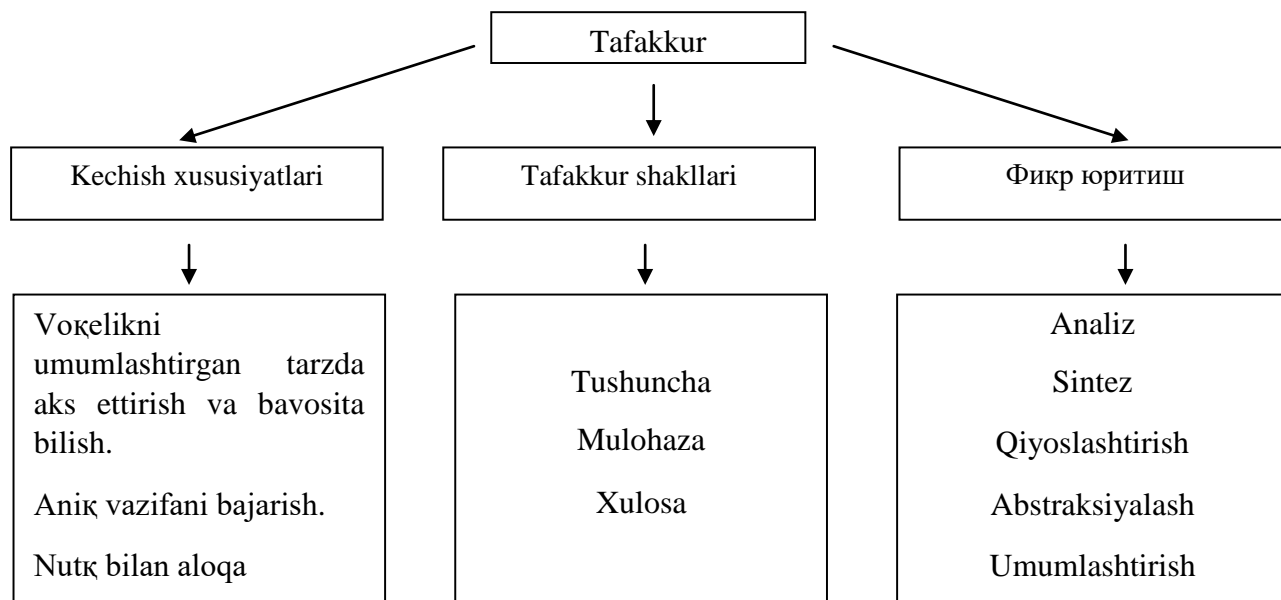 Tafakkur
Kechish xususiyatlari
Tafakkur shakllari
Фикр юритиш
Voқelikni
umumlashtirgan tarzda
aks ettirish va bavosita
bilish.
Aniқ vazifani bajarish.
Nutқ bilan aloqa
Tushuncha
Mulohaza
Xulosa
Analiz
Sintez
Qiyoslashtirish
Abstraksiyalash
Umumlashtirish